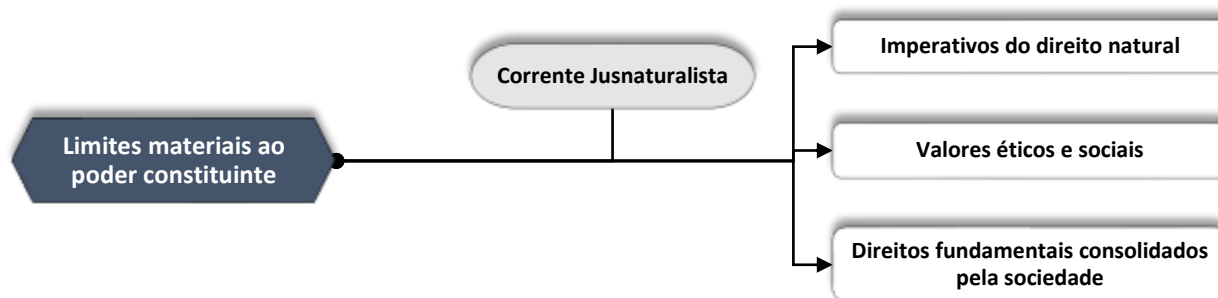 Imperativos do direito natural
Corrente Jusnaturalista
Limites materiais ao
poder constituinte
Valores éticos e sociais
Direitos fundamentais consolidados
pela sociedade